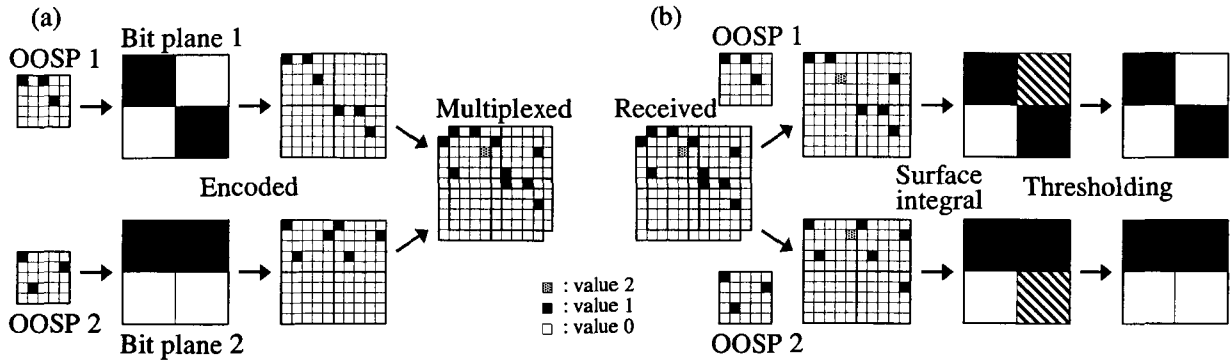 (a)
OOSP 1
Bit plane 1
Encoded
Multiplexed
OOSP 2
Bit plane 2
(b)
OOSP 1
Received
Surface
integral
Thresholding
OOSP 2
: value 2
: value 1
: value 0